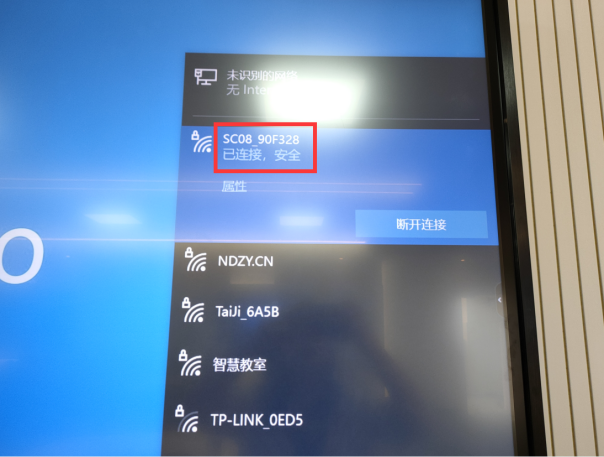 未识别的网络
无 Inte
SC08_90F328
已连接，安全
属性
断开连接
o
NDZY.CN
TaiJi_6A5B
智慧教室
TP-LINK_0ED5